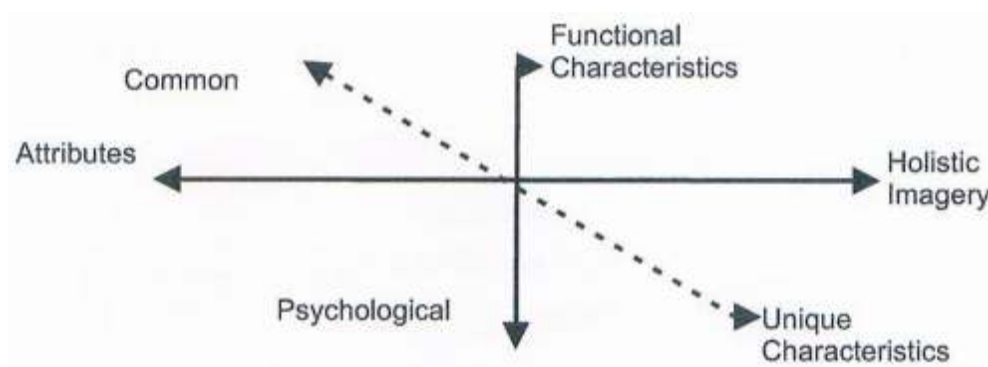 Functional
Characteristics
Common
Attributes
Holistic
Imagery
Psychological
Unique
Characteristics